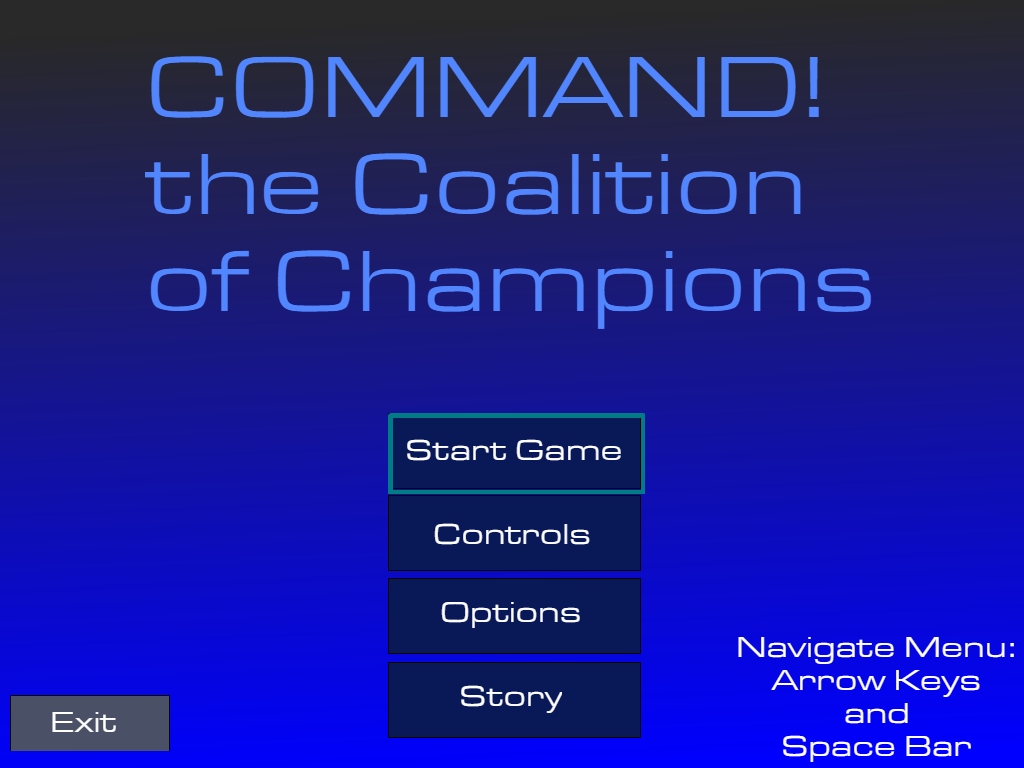 COMMAND!
the Coalition
of Champions
Start Game
Controls
Options
Story
Exit
Navigate Menu:
Arrow Keys
and
Space Bar